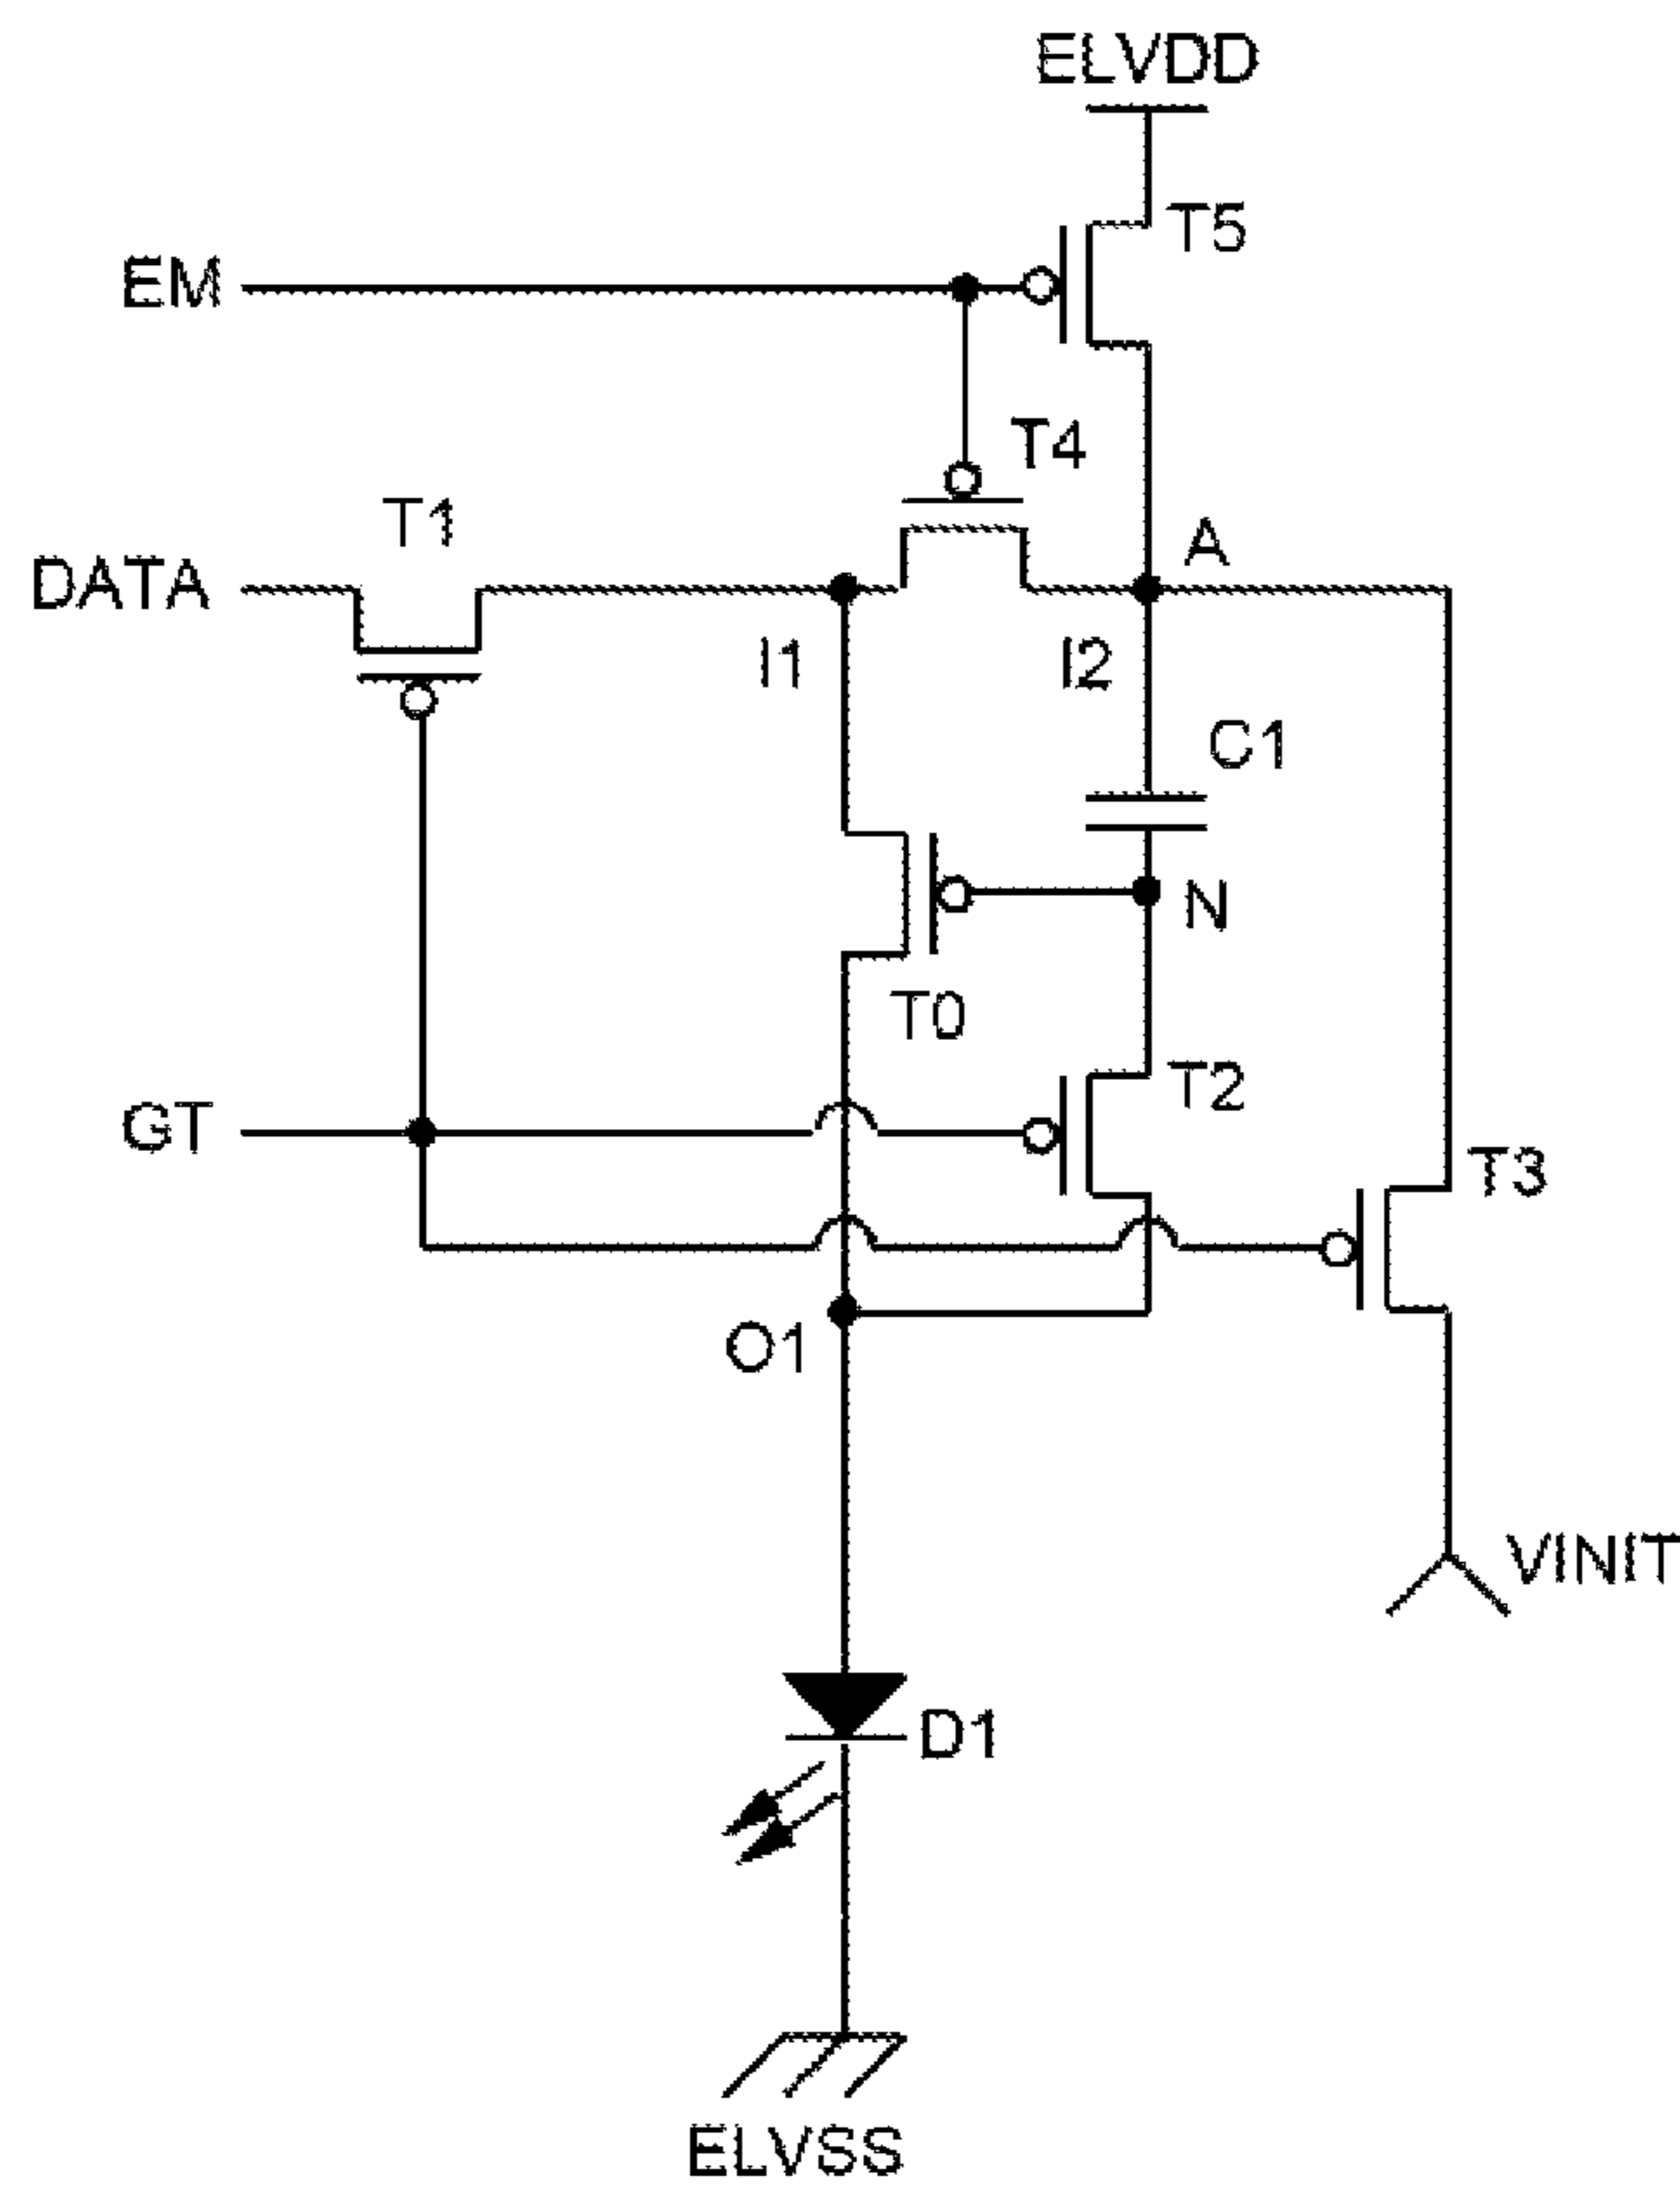 ELVDD
T5
EM
T4
T1
A
DATA
I1
I2
C1
N
T0
T2
GT
T3
O1
VINIT
D1
ELVSS